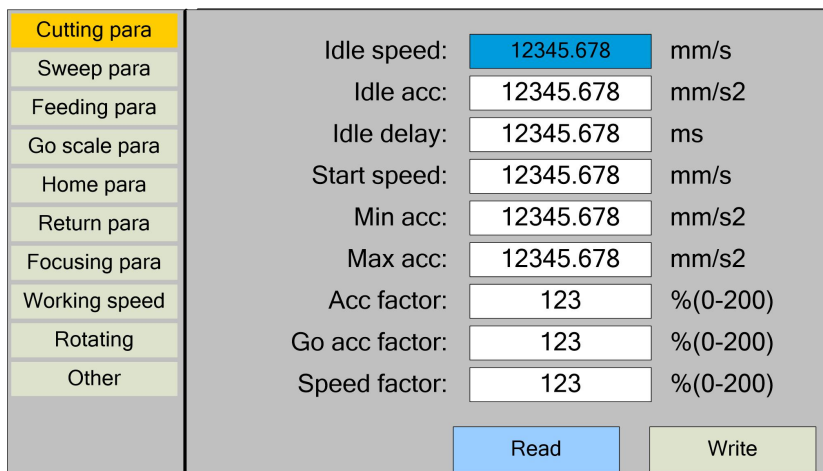 Cutting para
Sweep para
Feeding para
Go scale para
Home para
Return para
Focusing para
Working speed
Rotating
Other
Idle speed: 12345.678 mm/s
Idle acc: 12345.678 mm/s2
Idle delay: 12345.678 ms
Start speed: 12345.678 mm/s
Min acc: 12345.678 mm/s2
Max acc: 12345.678 mm/s2
Acc factor: 123 %(0-200)
Go acc factor: 123 %(0-200)
Speed factor: 123 %(0-200)
Read Write